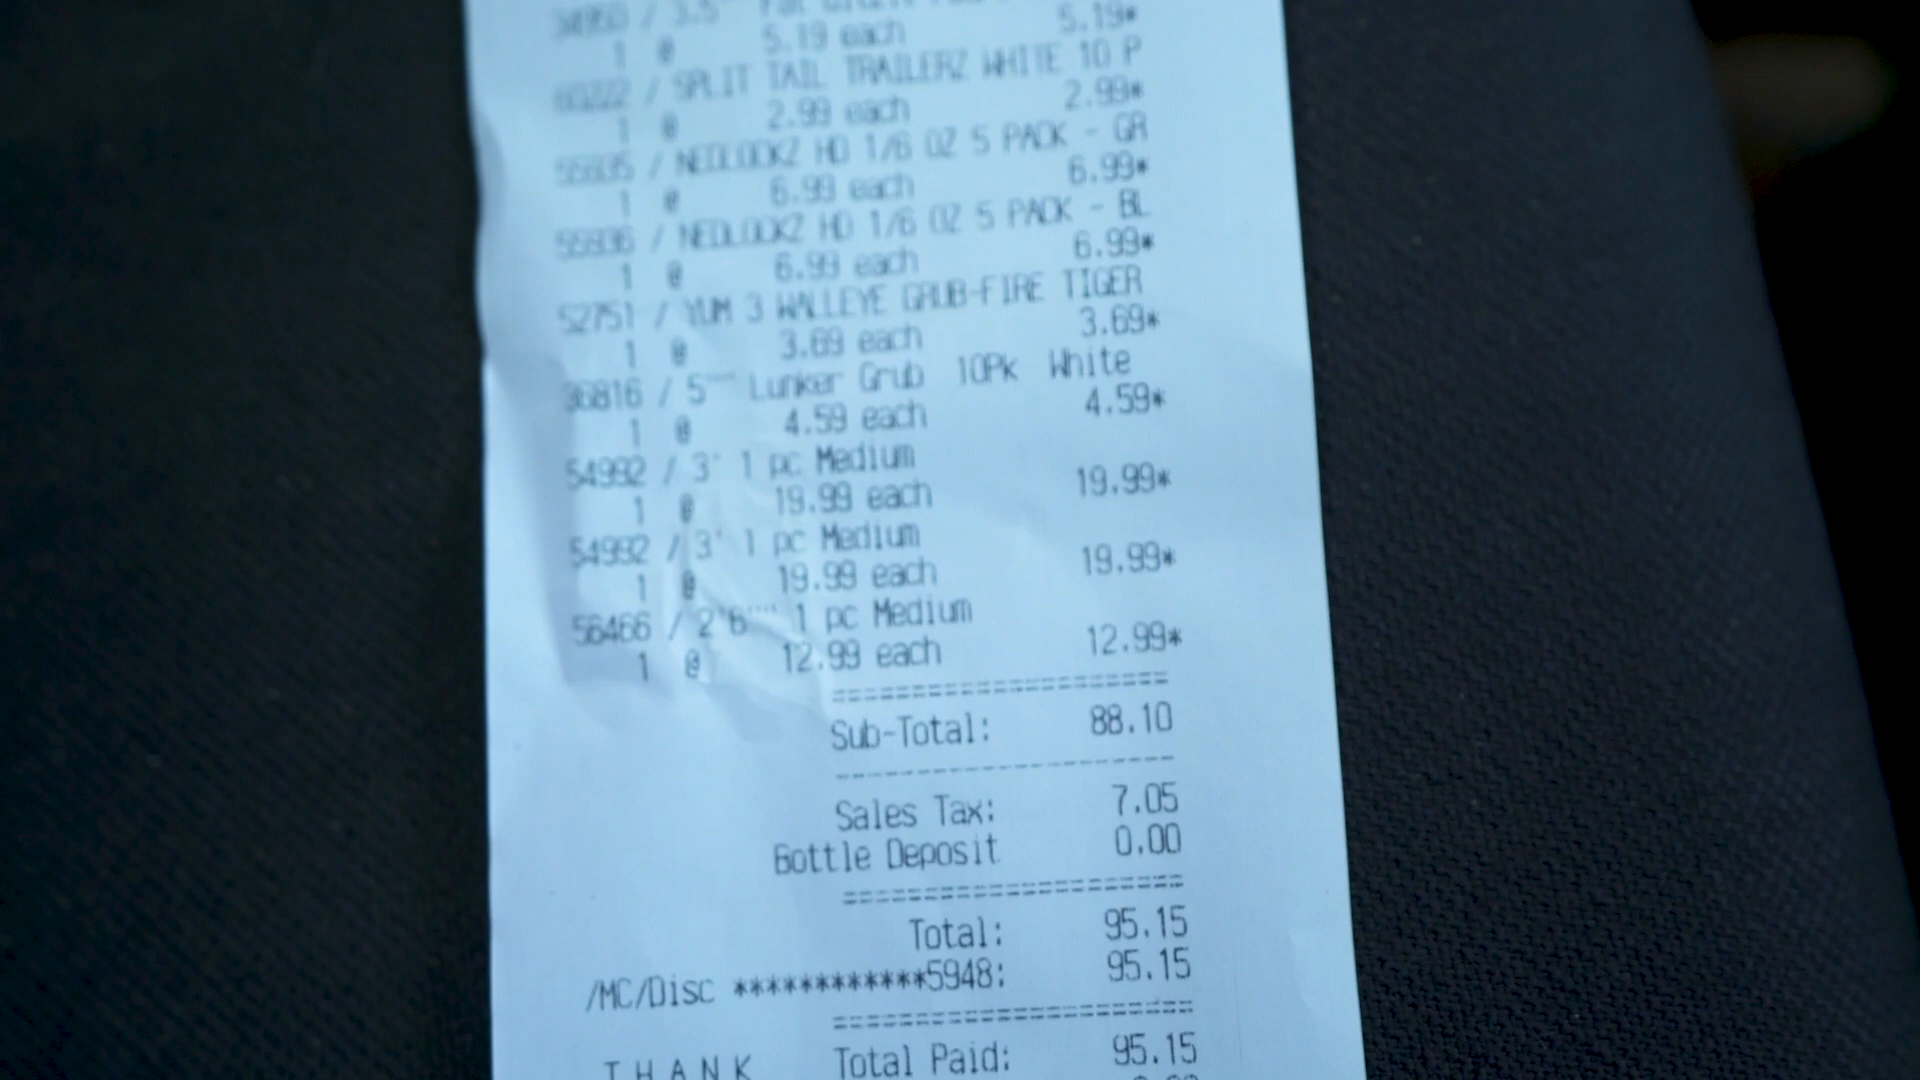 / 3.5"
1 @ 5.19 each 5.19*
60222 / SPLIT TAIL TRAILERZ WHITE 10 P
1 @ 2.99 each 2.99*
/ NEDLOCKZ HD 1/6 OZ 5 PACK - GR
1 @ 6.99 each 6.99*
55936 / NEDLOCKZ HD 1/6 OZ 5 PACK - BL
1 @ 6.99 each 6.99*
52751 / YUM 3 WALLEYE GRUB-FIRE TIGER
1 @ 3.69 each 3.69*
36816 / 5"" Lunker Grub 10Pk White
1 @ 4.59 each 4.59*
54992 / 3' 1 pc Medium
1 @ 19.99 each 19.99*
54992 / 3' 1 pc Medium
1 @ 19.99 each 19.99*
56466 / 2'6"" 1 pc Medium
1 @ 12.99 each 12.99*
====================
Sub-Total: 88.10
--------------------
Sales Tax: 7.05
Bottle Deposit 0.00
====================
Total: 95.15
/MC/Disc ************5948: 95.15
====================
T H A N K Total Paid: 95.15